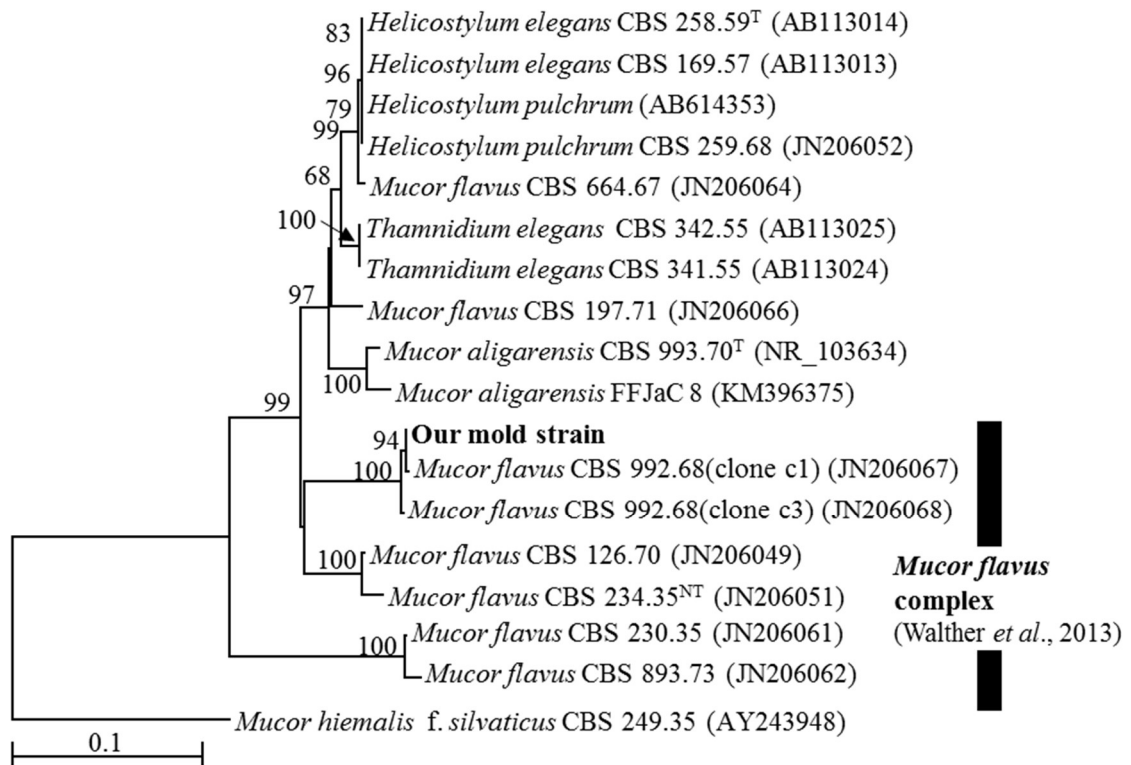 83
Helicostylum elegans CBS 258.59T (AB113014)
96
Helicostylum elegans CBS 169.57 (AB113013)
79
Helicostylum pulchrum (AB614353)
99
Helicostylum pulchrum CBS 259.68 (JN206052)
68
Mucor flavus CBS 664.67 (JN206064)
100
Thamnidium elegans CBS 342.55 (AB113025)
Thamnidium elegans CBS 341.55 (AB113024)
97
Mucor flavus CBS 197.71 (JN206066)
Mucor aligarensis CBS 993.70T (NR_103634)
100
Mucor aligarensis FFJaC 8 (KM396375)
99
94
Our mold strain
100
Mucor flavus CBS 992.68(clone c1) (JN206067)
Mucor flavus CBS 992.68(clone c3) (JN206068)
100
Mucor flavus CBS 126.70 (JN206049)
Mucor flavus CBS 234.35NT (JN206051)
100
Mucor flavus CBS 230.35 (JN206061)
Mucor flavus CBS 893.73 (JN206062)
Mucor flavus
complex
(Walther et al., 2013)
Mucor hiemalis f. silvaticus CBS 249.35 (AY243948)
0.1